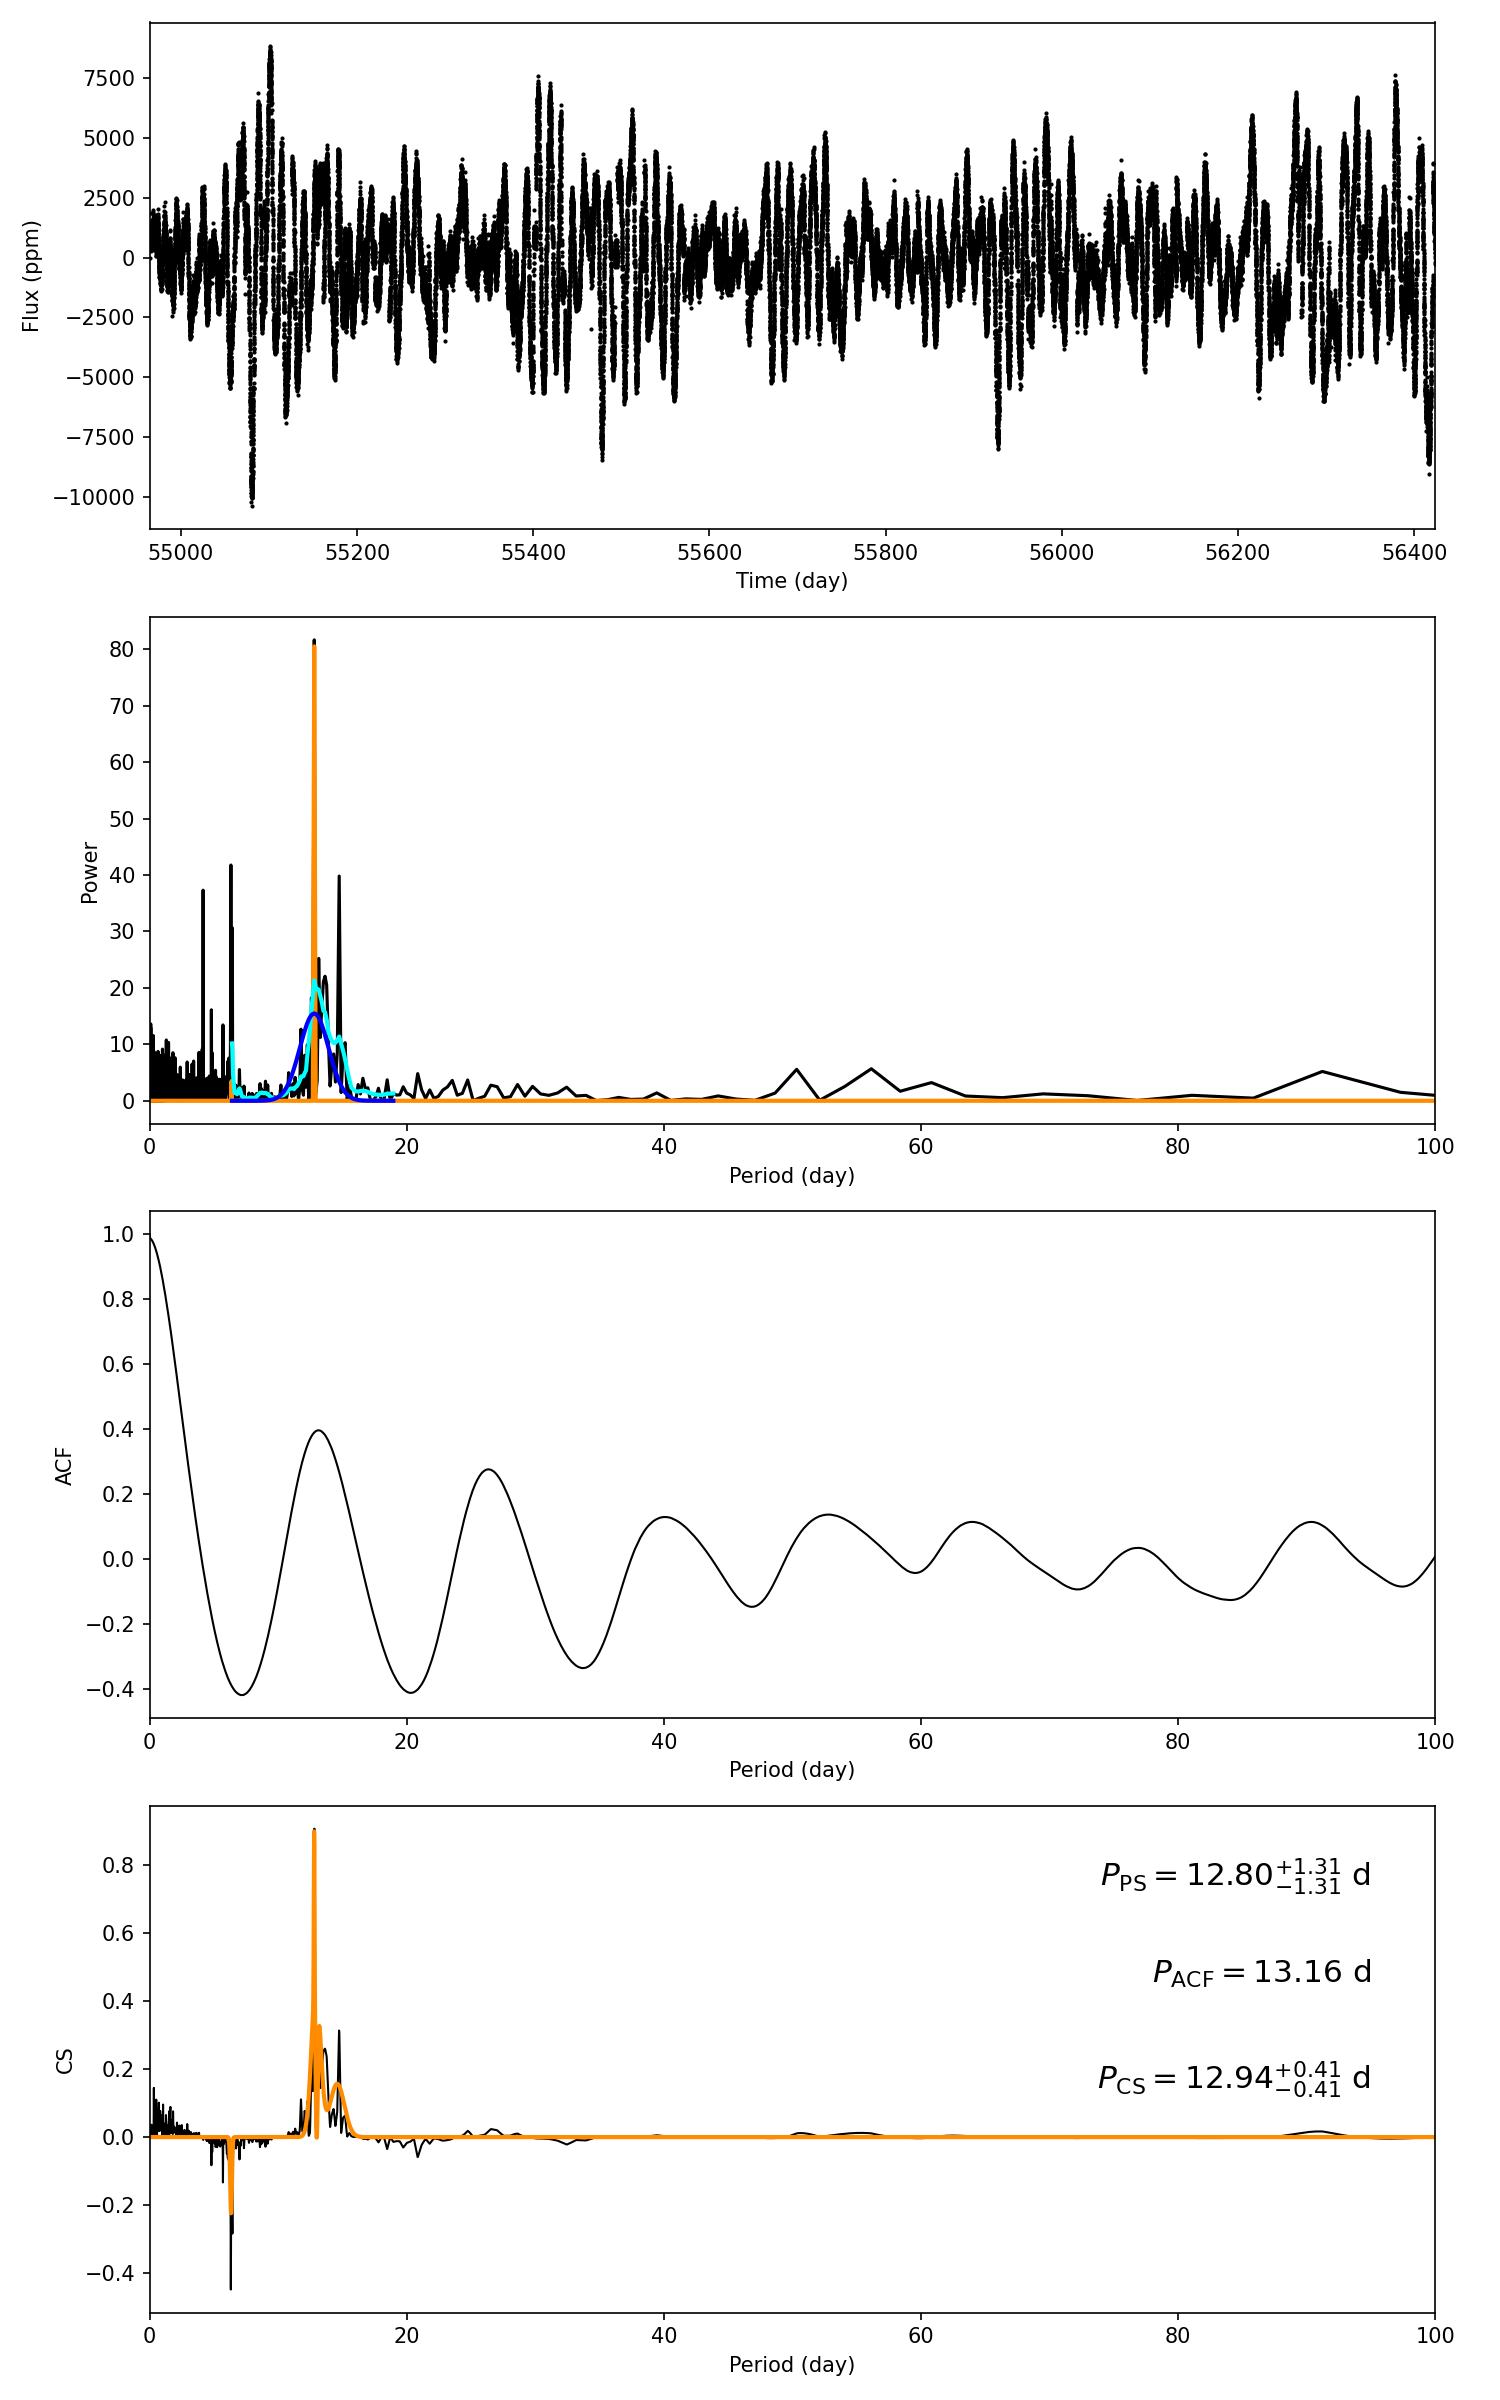 7500
5000
2500
0
−2500
−5000
−7500
−10000
Flux (ppm)
55000 55200 55400 55600 55800 56000 56200 56400
Time (day)
80
70
60
50
40
30
20
10
0
Power
0 20 40 60 80 100
Period (day)
1.0
0.8
0.6
0.4
0.2
0.0
−0.2
−0.4
ACF
0 20 40 60 80 100
Period (day)
0.8
0.6
0.4
0.2
0.0
−0.2
−0.4
CS
P_PS = 12.80^{+1.31}_{−1.31} d
P_ACF = 13.16 d
P_CS = 12.94^{+0.41}_{−0.41} d
0 20 40 60 80 100
Period (day)